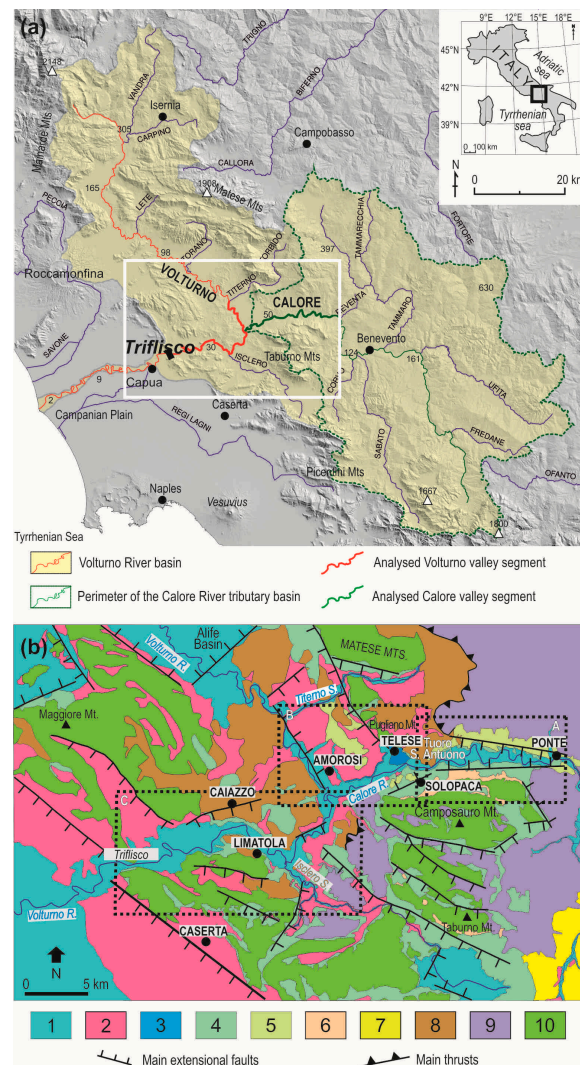 (a)
TRIGNO
6°E 9°E 12°E 15°E 18°E
45°N
42°N
39°N
ITALY
Adriatic
sea
Tyrrhenian
sea
0 100 km
N
0 20 km
2148
VANDRA
Isernia
BIFERNO
Mainarde Mts
305
CARPINO
Campobasso
CALLORA
165
1908
Matese Mts
LETE
TAMMARECCHIA
FORTORE
PECCIA
397
98
TORANO
TORBIDO
630
Roccamonfina
VOLTURNO
TITERNO
CALORE
50
REVENTA
TAMMARO
SAVONE
Triflisco
30
Taburno Mts
124
Benevento
161
ISCLERO
CORVO
Capua
9
2
UFITA
Campanian Plain
REGI LAGNI
Caserta
SABATO
FREDANE
Picentini Mts
OFANTO
1667
Naples
Vesuvius
1800
Tyrrhenian Sea
Volturno River basin
Analysed Volturno valley segment
Perimeter of the Calore River tributary basin
Analysed Calore valley segment
(b)
Volturno R.
Alife
Basin
MATESE MTS.
Titerno S.
Maggiore Mt.
B
Pugliano Mt.
A
TELESE
Tuoro
S. Antuono
PONTE
AMOROSI
Calore R.
SOLOPACA
C
CAIAZZO
Camposauro Mt.
LIMATOLA
Triflisco
Isclero S.
Volturno R.
Taburno Mt.
CASERTA
N
0 5 km
1 2 3 4 5 6 7 8 9 10
Main extensional faults
Main thrusts